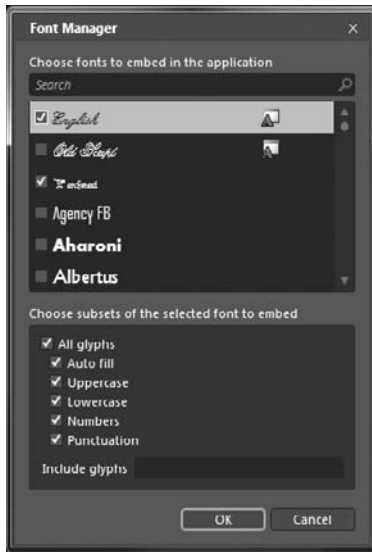 Font Manager
Choose fonts to embed in the application
Search
English
Old Script
Agency FB
Aharoni
Albertus
Choose subsets of the selected font to embed
All glyphs
Auto fill
Uppercase
Lowercase
Numbers
Punctuation
Include glyphs
OK Cancel